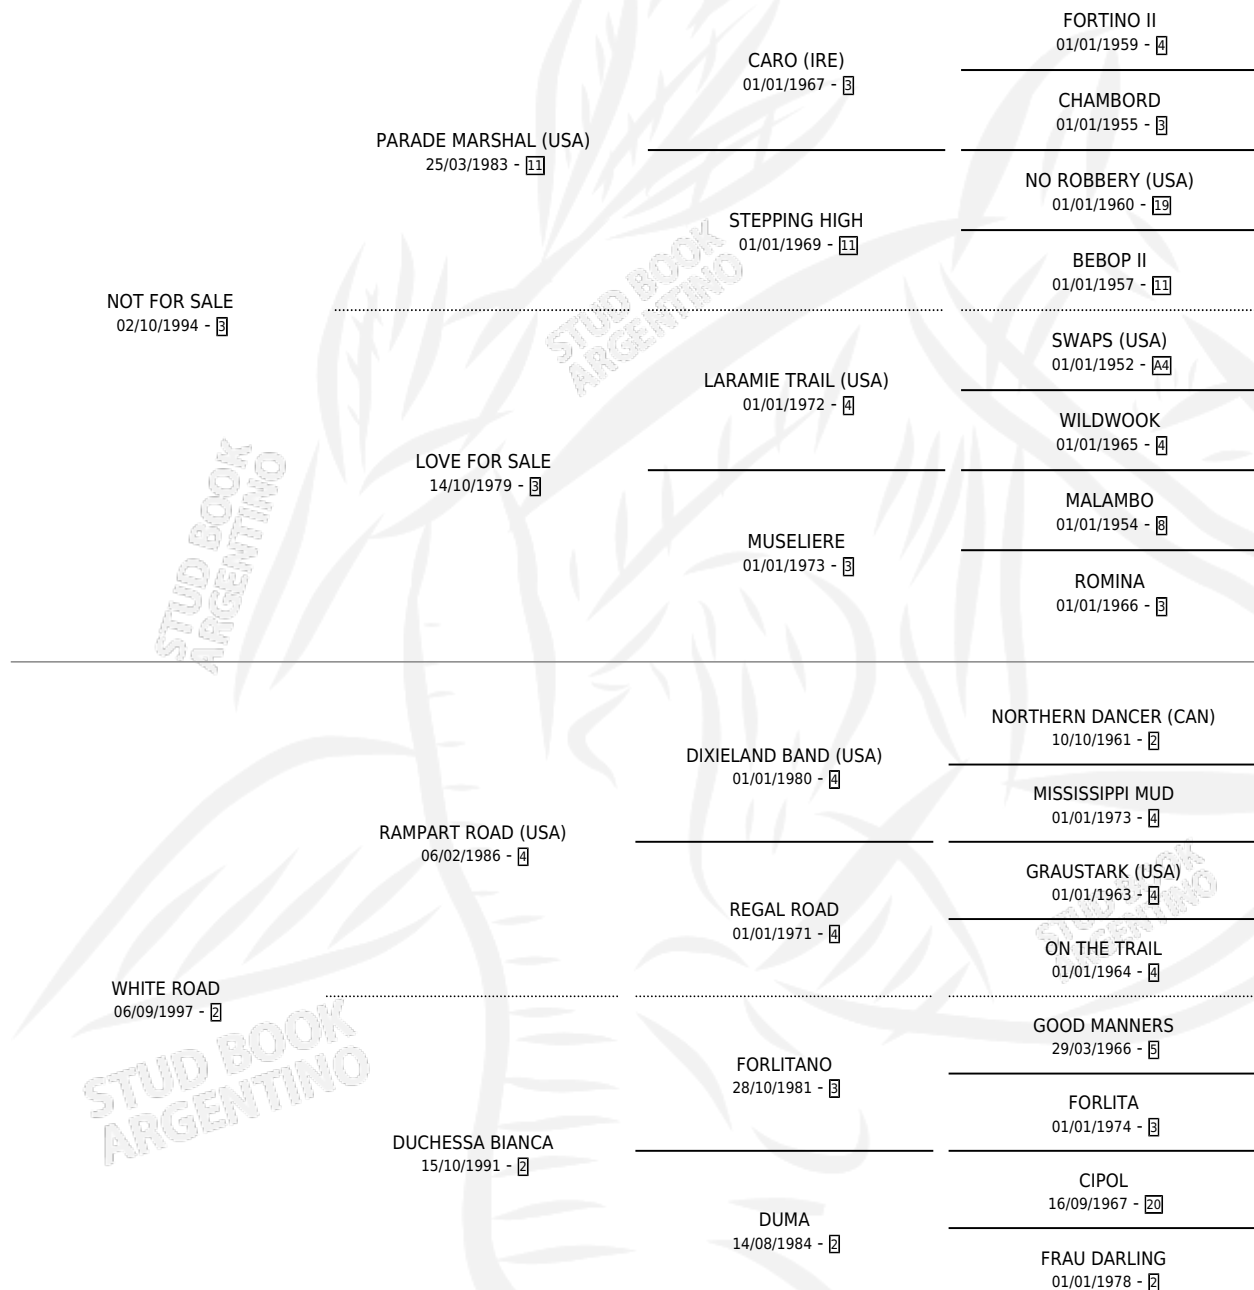 FORTINO II
01/01/1959 - 4
CARO (IRE)
01/01/1967 - 3
CHAMBORD
01/01/1955 - 3
PARADE MARSHAL (USA)
25/03/1983 - 11
NO ROBBERY (USA)
01/01/1960 - 19
STEPPING HIGH
01/01/1969 - 11
BEBOP II
01/01/1957 - 11
NOT FOR SALE
02/10/1994 - 3
SWAPS (USA)
01/01/1952 - A4
LARAMIE TRAIL (USA)
01/01/1972 - 4
WILDWOOK
01/01/1965 - 4
LOVE FOR SALE
14/10/1979 - 3
MALAMBO
01/01/1954 - 8
MUSELIERE
01/01/1973 - 3
ROMINA
01/01/1966 - 3
STUD BOOK
ARGENTINO
STUD BOOK
ARGENTINO
NORTHERN DANCER (CAN)
10/10/1961 - 2
DIXIELAND BAND (USA)
01/01/1980 - 4
MISSISSIPPI MUD
01/01/1973 - 4
RAMPART ROAD (USA)
06/02/1986 - 4
GRAUSTARK (USA)
01/01/1963 - 4
REGAL ROAD
01/01/1971 - 4
ON THE TRAIL
01/01/1964 - 4
WHITE ROAD
06/09/1997 - 2
GOOD MANNERS
29/03/1966 - 5
FORLITANO
28/10/1981 - 3
FORLITA
01/01/1974 - 3
DUCHESSA BIANCA
15/10/1991 - 2
CIPOL
16/09/1967 - 20
DUMA
14/08/1984 - 2
FRAU DARLING
01/01/1978 - 2
STUD BOOK
ARGENTINO
STUD BOOK
ARGENTINO